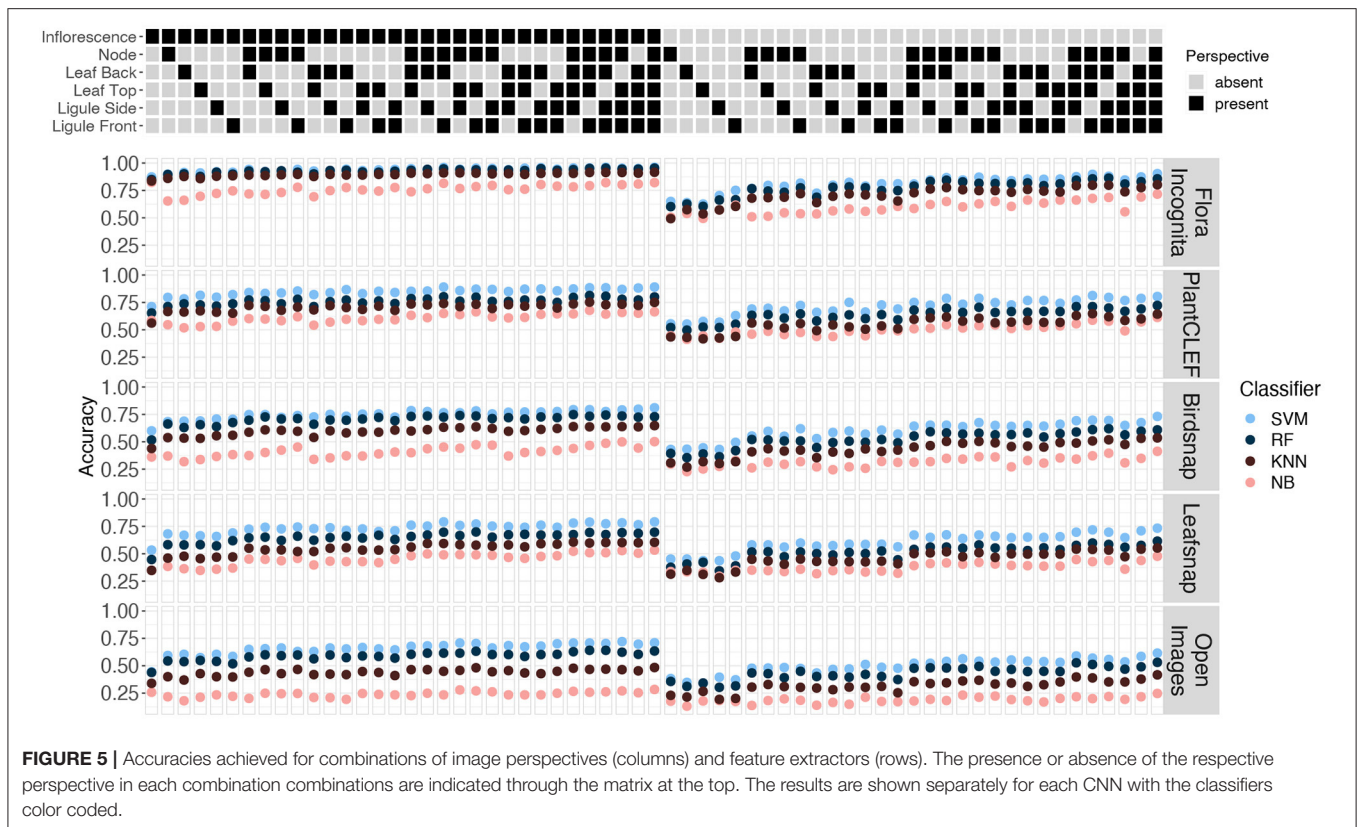 Inflorescence
Node
Leaf Back
Leaf Top
Ligule Side
Ligule Front
Perspective
absent
present
1.00
0.75
0.50
0.25
Flora
Incognita
1.00
0.75
0.50
0.25
PlantCLEF
1.00
0.75
0.50
0.25
Birdsnap
1.00
0.75
0.50
0.25
Leafsnap
1.00
0.75
0.50
0.25
Open
Images
Accuracy
Classifier
SVM
RF
KNN
NB
FIGURE 5 | Accuracies achieved for combinations of image perspectives (columns) and feature extractors (rows). The presence or absence of the respective
perspective in each combination combinations are indicated through the matrix at the top. The results are shown separately for each CNN with the classifiers
color coded.